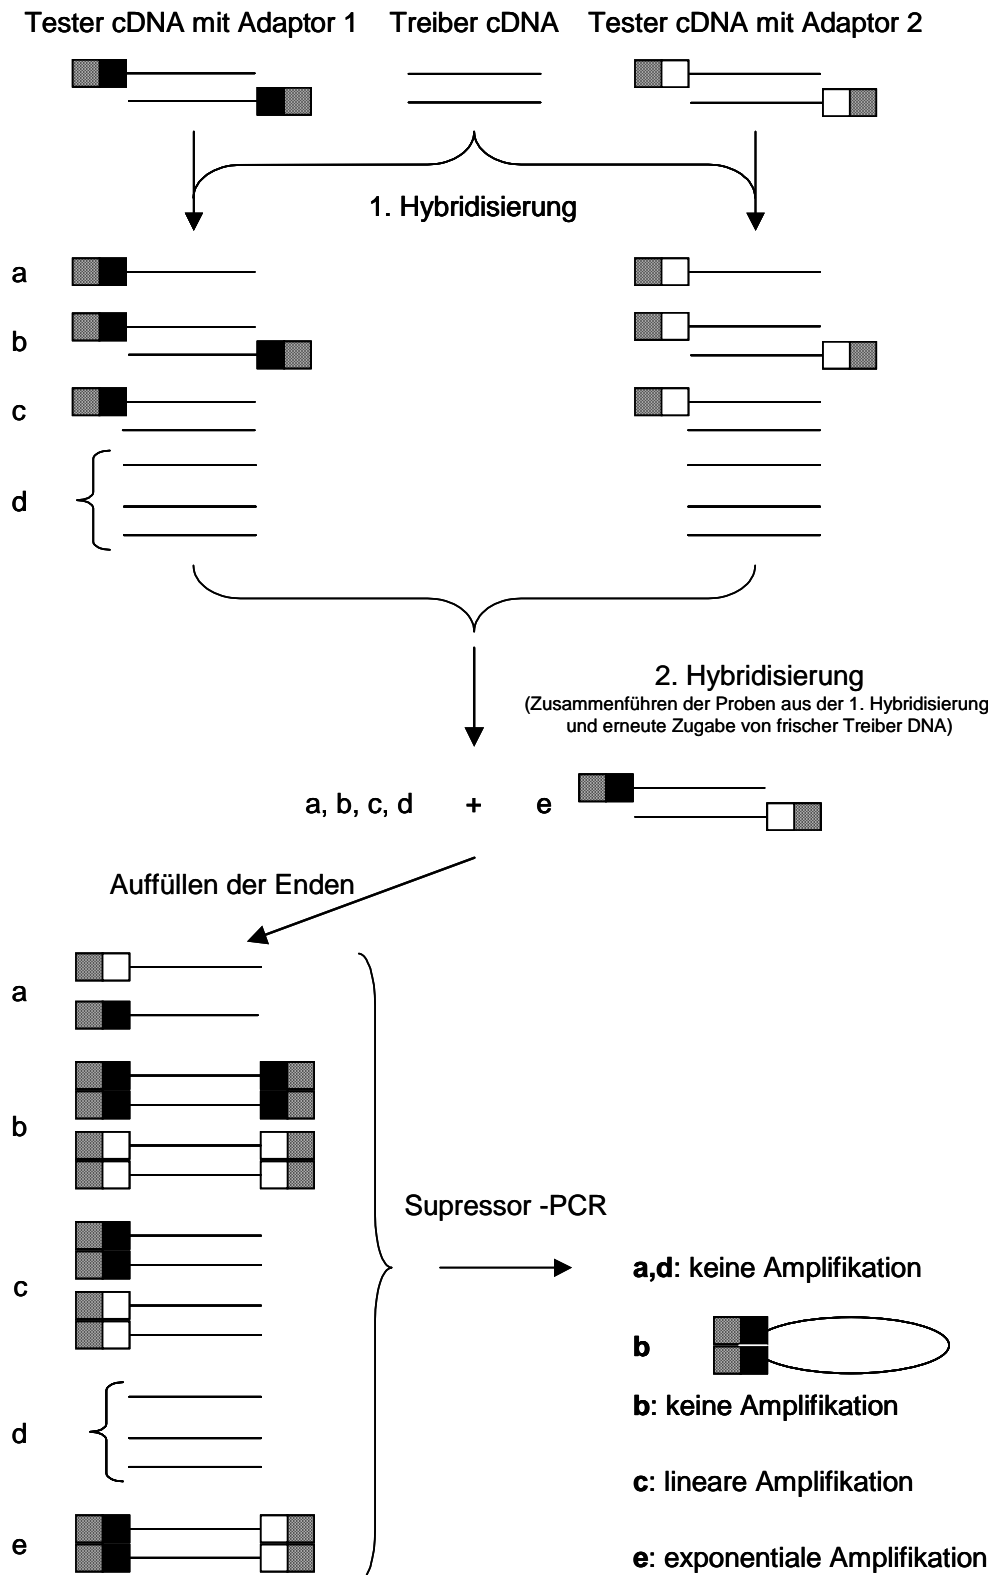 Tester cDNA mit Adaptor 1
Treiber cDNA
Tester cDNA mit Adaptor 2
1. Hybridisierung
a
b
c
d
2. Hybridisierung
(Zusammenführen der Proben aus der 1. Hybridisierung
und erneute Zugabe von frischer Treiber DNA)
a, b, c, d + e
Auffüllen der Enden
a
b
c
d
e
Supressor -PCR
a,d: keine Amplifikation
b
b: keine Amplifikation
c: lineare Amplifikation
e: exponentiale Amplifikation